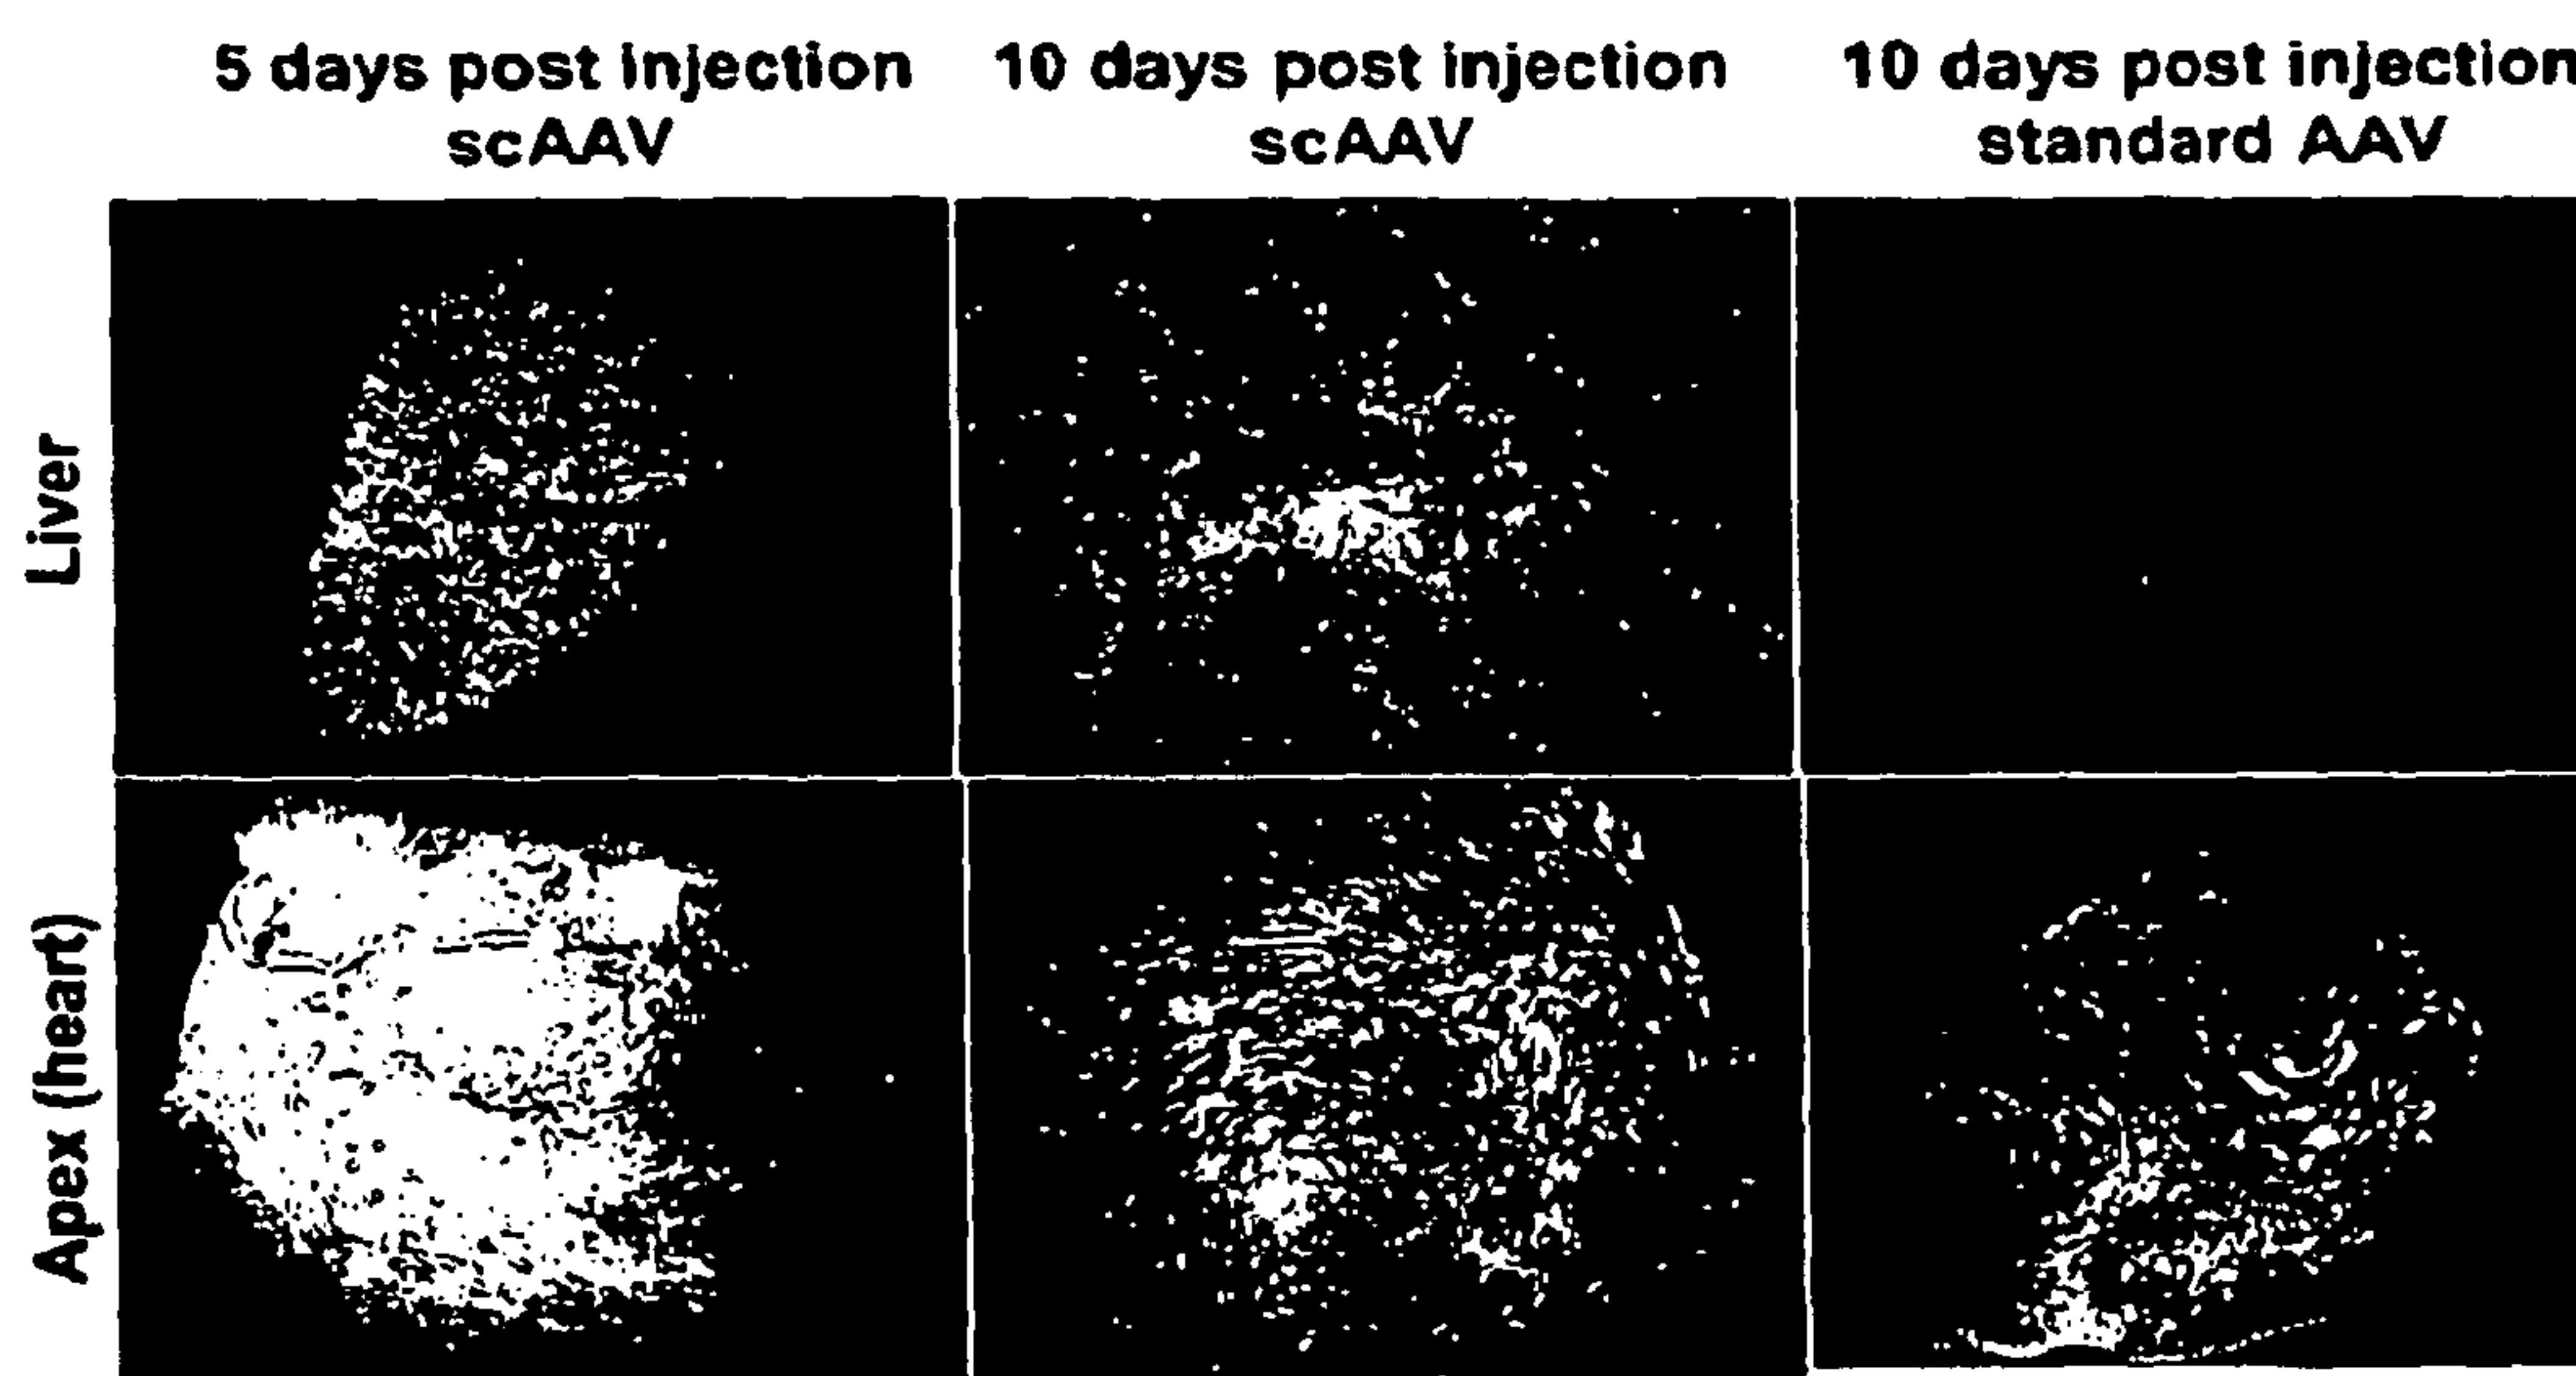 5 days post injection
scAAV
10 days post injection
scAAV
10 days post injection
standard AAV
Liver
Apex (heart)